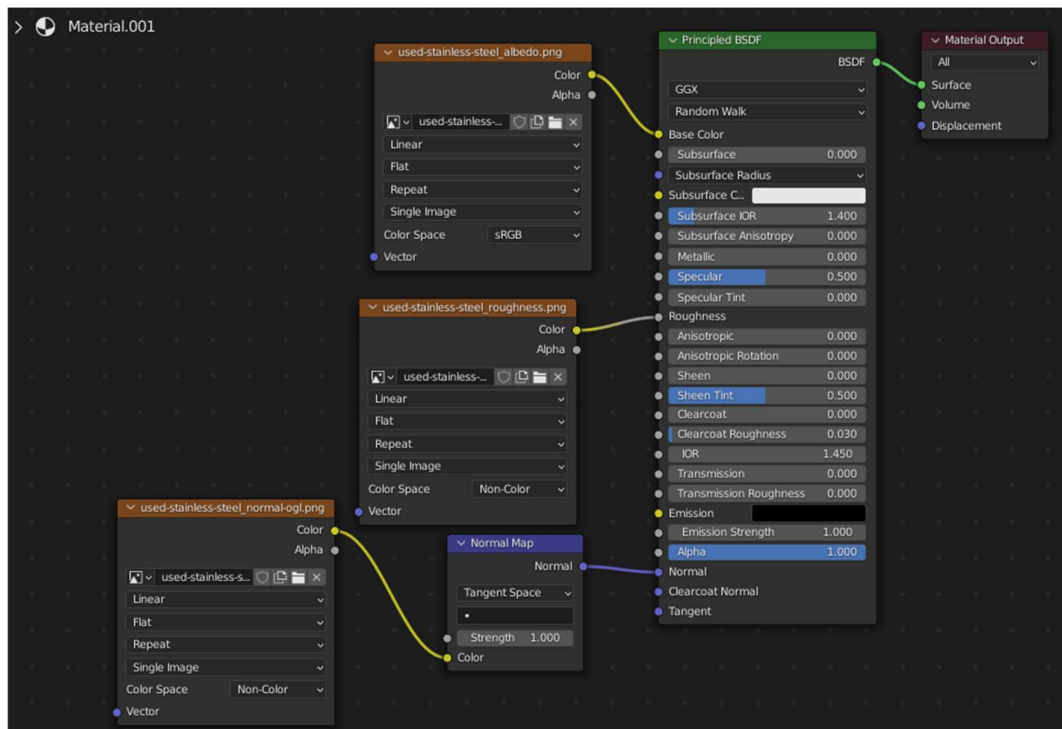 Material.001
used-stainless-steel_albedo.png
Color
Alpha
used-stainless-...
Linear
Flat
Repeat
Single Image
Color Space sRGB
Vector
used-stainless-steel_roughness.png
Color
Alpha
used-stainless-...
Linear
Flat
Repeat
Single Image
Color Space Non-Color
Vector
used-stainless-steel_normal-ogl.png
Color
Alpha
used-stainless-s...
Linear
Flat
Repeat
Single Image
Color Space Non-Color
Vector
Normal Map
Normal
Tangent Space
Strength 1.000
Color
Principled BSDF
BSDF
GGX
Random Walk
Base Color
Subsurface 0.000
Subsurface Radius
Subsurface C...
Subsurface IOR 1.400
Subsurface Anisotropy 0.000
Metallic 0.000
Specular 0.500
Specular Tint 0.000
Roughness
Anisotropic 0.000
Anisotropic Rotation 0.000
Sheen 0.000
Sheen Tint 0.500
Clearcoat 0.000
Clearcoat Roughness 0.030
IOR 1.450
Transmission 0.000
Transmission Roughness 0.000
Emission
Emission Strength 1.000
Alpha 1.000
Normal
Clearcoat Normal
Tangent
Material Output
All
Surface
Volume
Displacement